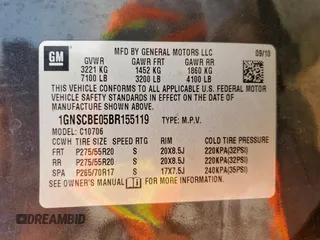 GM
MFD BY GENERAL MOTORS LLC 09/10
GVWR GAWR FRT GAWR RR
3221 KG 1452 KG 1860 KG
7100 LB 3200 LB 4100 LB
THIS VEHICLE CONFORMS TO ALL APPLICABLE U.S.
FEDERAL MOTOR VEHICLE SAFETY AND THEFT
PREVENTION STANDARDS IN EFFECT ON THE DATE
OF MANUFACTURE SHOWN ABOVE.
1GNSCBE05BR155119 TYPE: M.P.V.
MODEL: C10706
TIRE SIZE SPEED RTG RIM COLD TIRE PRESSURE
FRT P275/55R20 S 20X8.5J 220KPA(32PSI)
RR P275/55R20 S 20X8.5J 220KPA(32PSI)
SPA P265/70R17 S 17X7.5J 240KPA(35PSI)
SEE OWNER'S MANUAL
DREAMBID